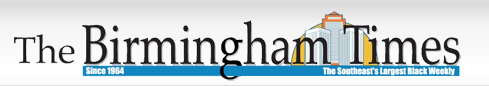 The Birmingham Times
Since 1964 The Southeast's Largest Black Weekly